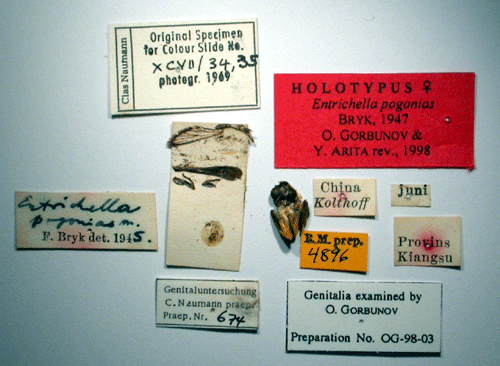 Clas Naumann
Original Specimen
for Colour Slide No.
XCVII/34,35
photogr. 1969
HOLOTYPUS ♀
Entrichella pogonias
BRYK, 1947
O. GORBUNOV &
Y. ARITA rev., 1998
Entrichella
pogonias m.
F. Bryk det. 1945.
China
Kolthoff
juni
R.M. prep.
4896
Provins
Kiangsu
Genitaluntersuchung
C. Naumann praep.
Praep. Nr. 674
Genitalia examined by
O. GORBUNOV
Preparation No. OG-98-03